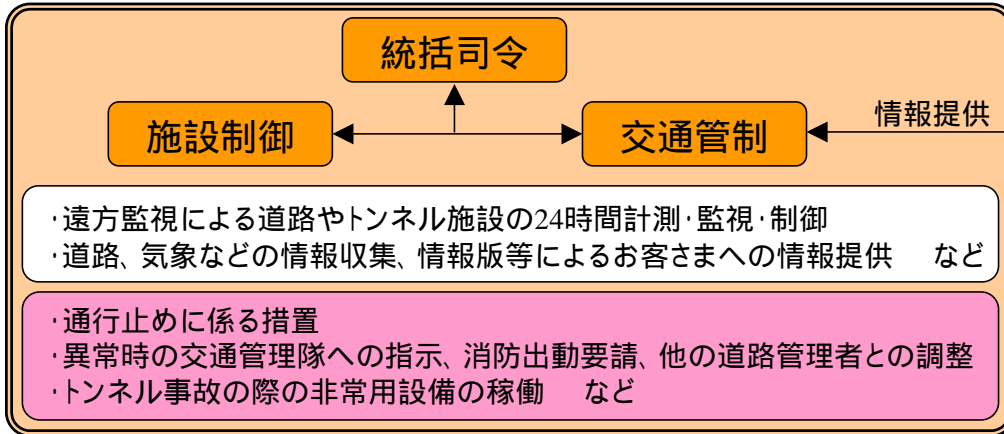 統括司令
施設制御
交通管制
情報提供
・遠方監視による道路やトンネル施設の24時間計測・監視・制御
・道路、気象などの情報収集、情報版等によるお客さまへの情報提供　など
・通行止めに係る措置
・異常時の交通管理隊への指示、消防出動要請、他の道路管理者との調整
・トンネル事故の際の非常用設備の稼働　など